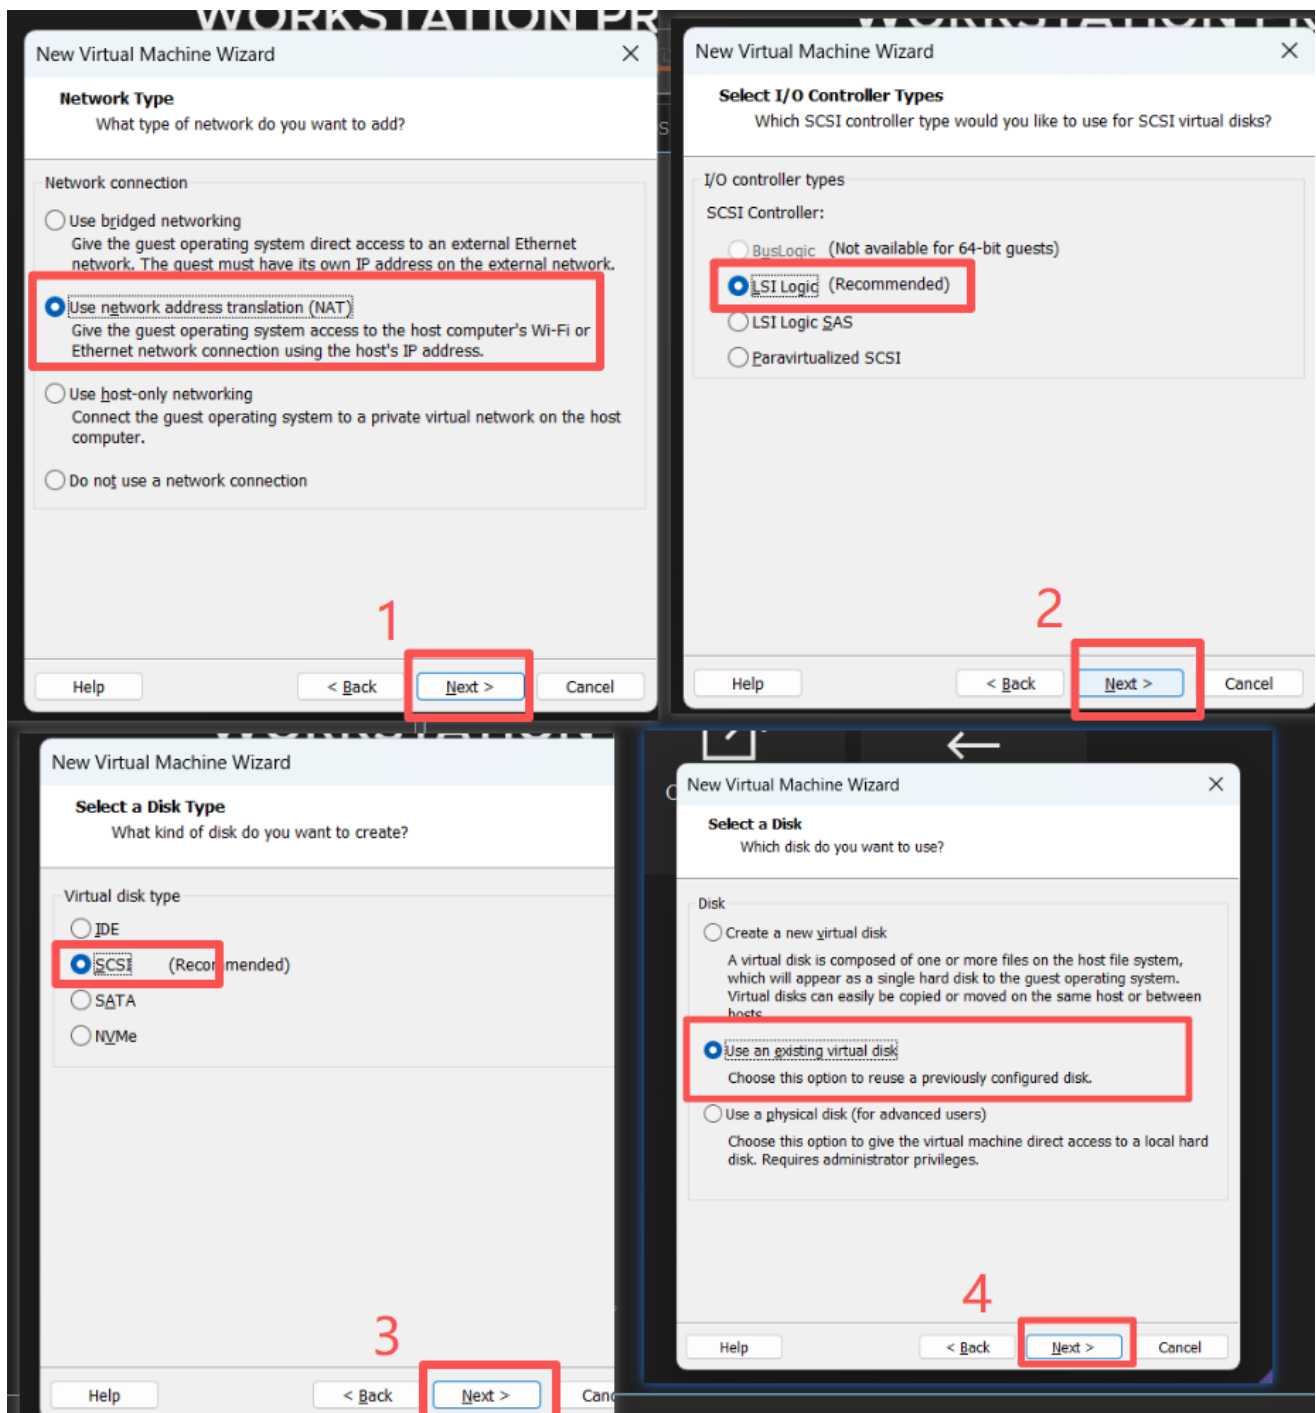 WORKSTATION PR
New Virtual Machine Wizard
Network Type
What type of network do you want to add?
Network connection
Use bridged networking
Give the guest operating system direct access to an external Ethernet
network. The guest must have its own IP address on the external network.
Use network address translation (NAT)
Give the guest operating system access to the host computer's Wi-Fi or
Ethernet network connection using the host's IP address.
Use host-only networking
Connect the guest operating system to a private virtual network on the host
computer.
Do not use a network connection
1
Help
< Back
Next >
Cancel
WORKSTATION PR
New Virtual Machine Wizard
Select I/O Controller Types
Which SCSI controller type would you like to use for SCSI virtual disks?
I/O controller types
SCSI Controller:
BusLogic (Not available for 64-bit guests)
LSI Logic (Recommended)
LSI Logic SAS
Paravirtualized SCSI
2
Help
< Back
Next >
Cancel
WORKSTATION
New Virtual Machine Wizard
Select a Disk Type
What kind of disk do you want to create?
Virtual disk type
IDE
SCSI (Recommended)
SATA
NVMe
3
Help
< Back
Next >
Canc
New Virtual Machine Wizard
Select a Disk
Which disk do you want to use?
Disk
Create a new virtual disk
A virtual disk is composed of one or more files on the host file system,
which will appear as a single hard disk to the guest operating system.
Virtual disks can easily be copied or moved on the same host or between
hosts.
Use an existing virtual disk
Choose this option to reuse a previously configured disk.
Use a physical disk (for advanced users)
Choose this option to give the virtual machine direct access to a local hard
disk. Requires administrator privileges.
4
Help
< Back
Next >
Cancel